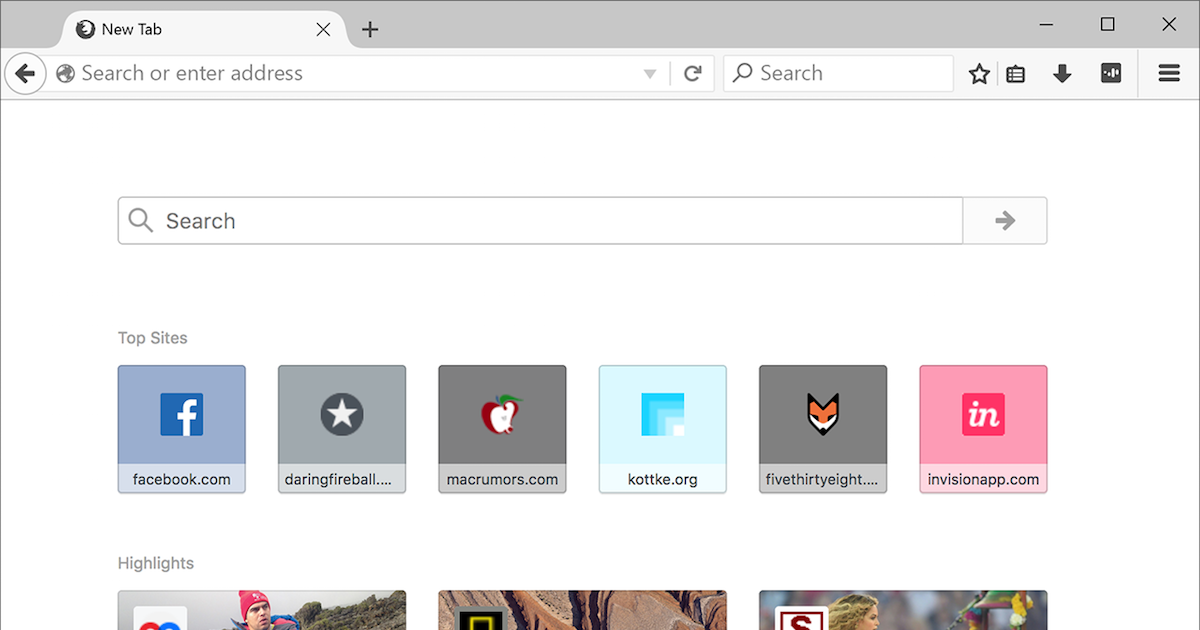 New Tab
Search or enter address
Search
Search
Top Sites
facebook.com
daringfireball....
macrumors.com
kottke.org
in
fivethirtyeight....
invisionapp.com
Highlights
S